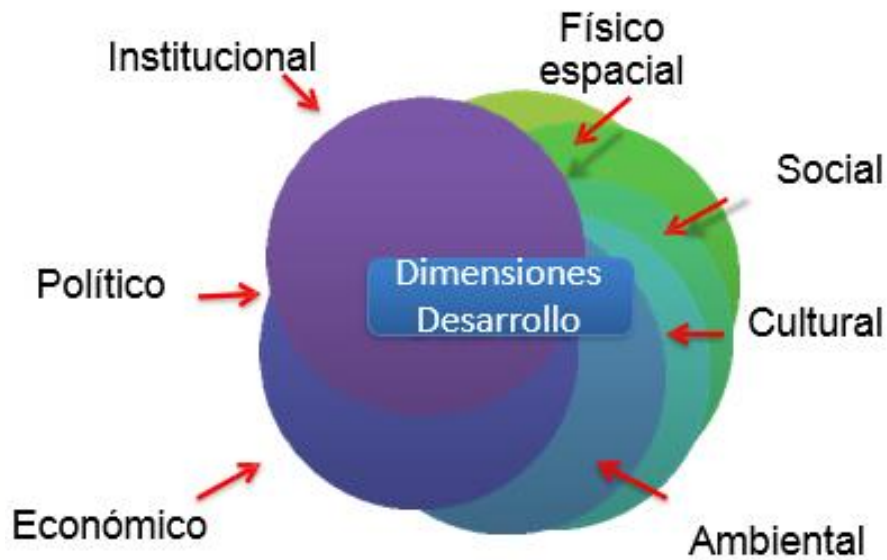 Institucional
Físico
espacial
Social
Político
Dimensiones
Desarrollo
Cultural
Económico
Ambiental